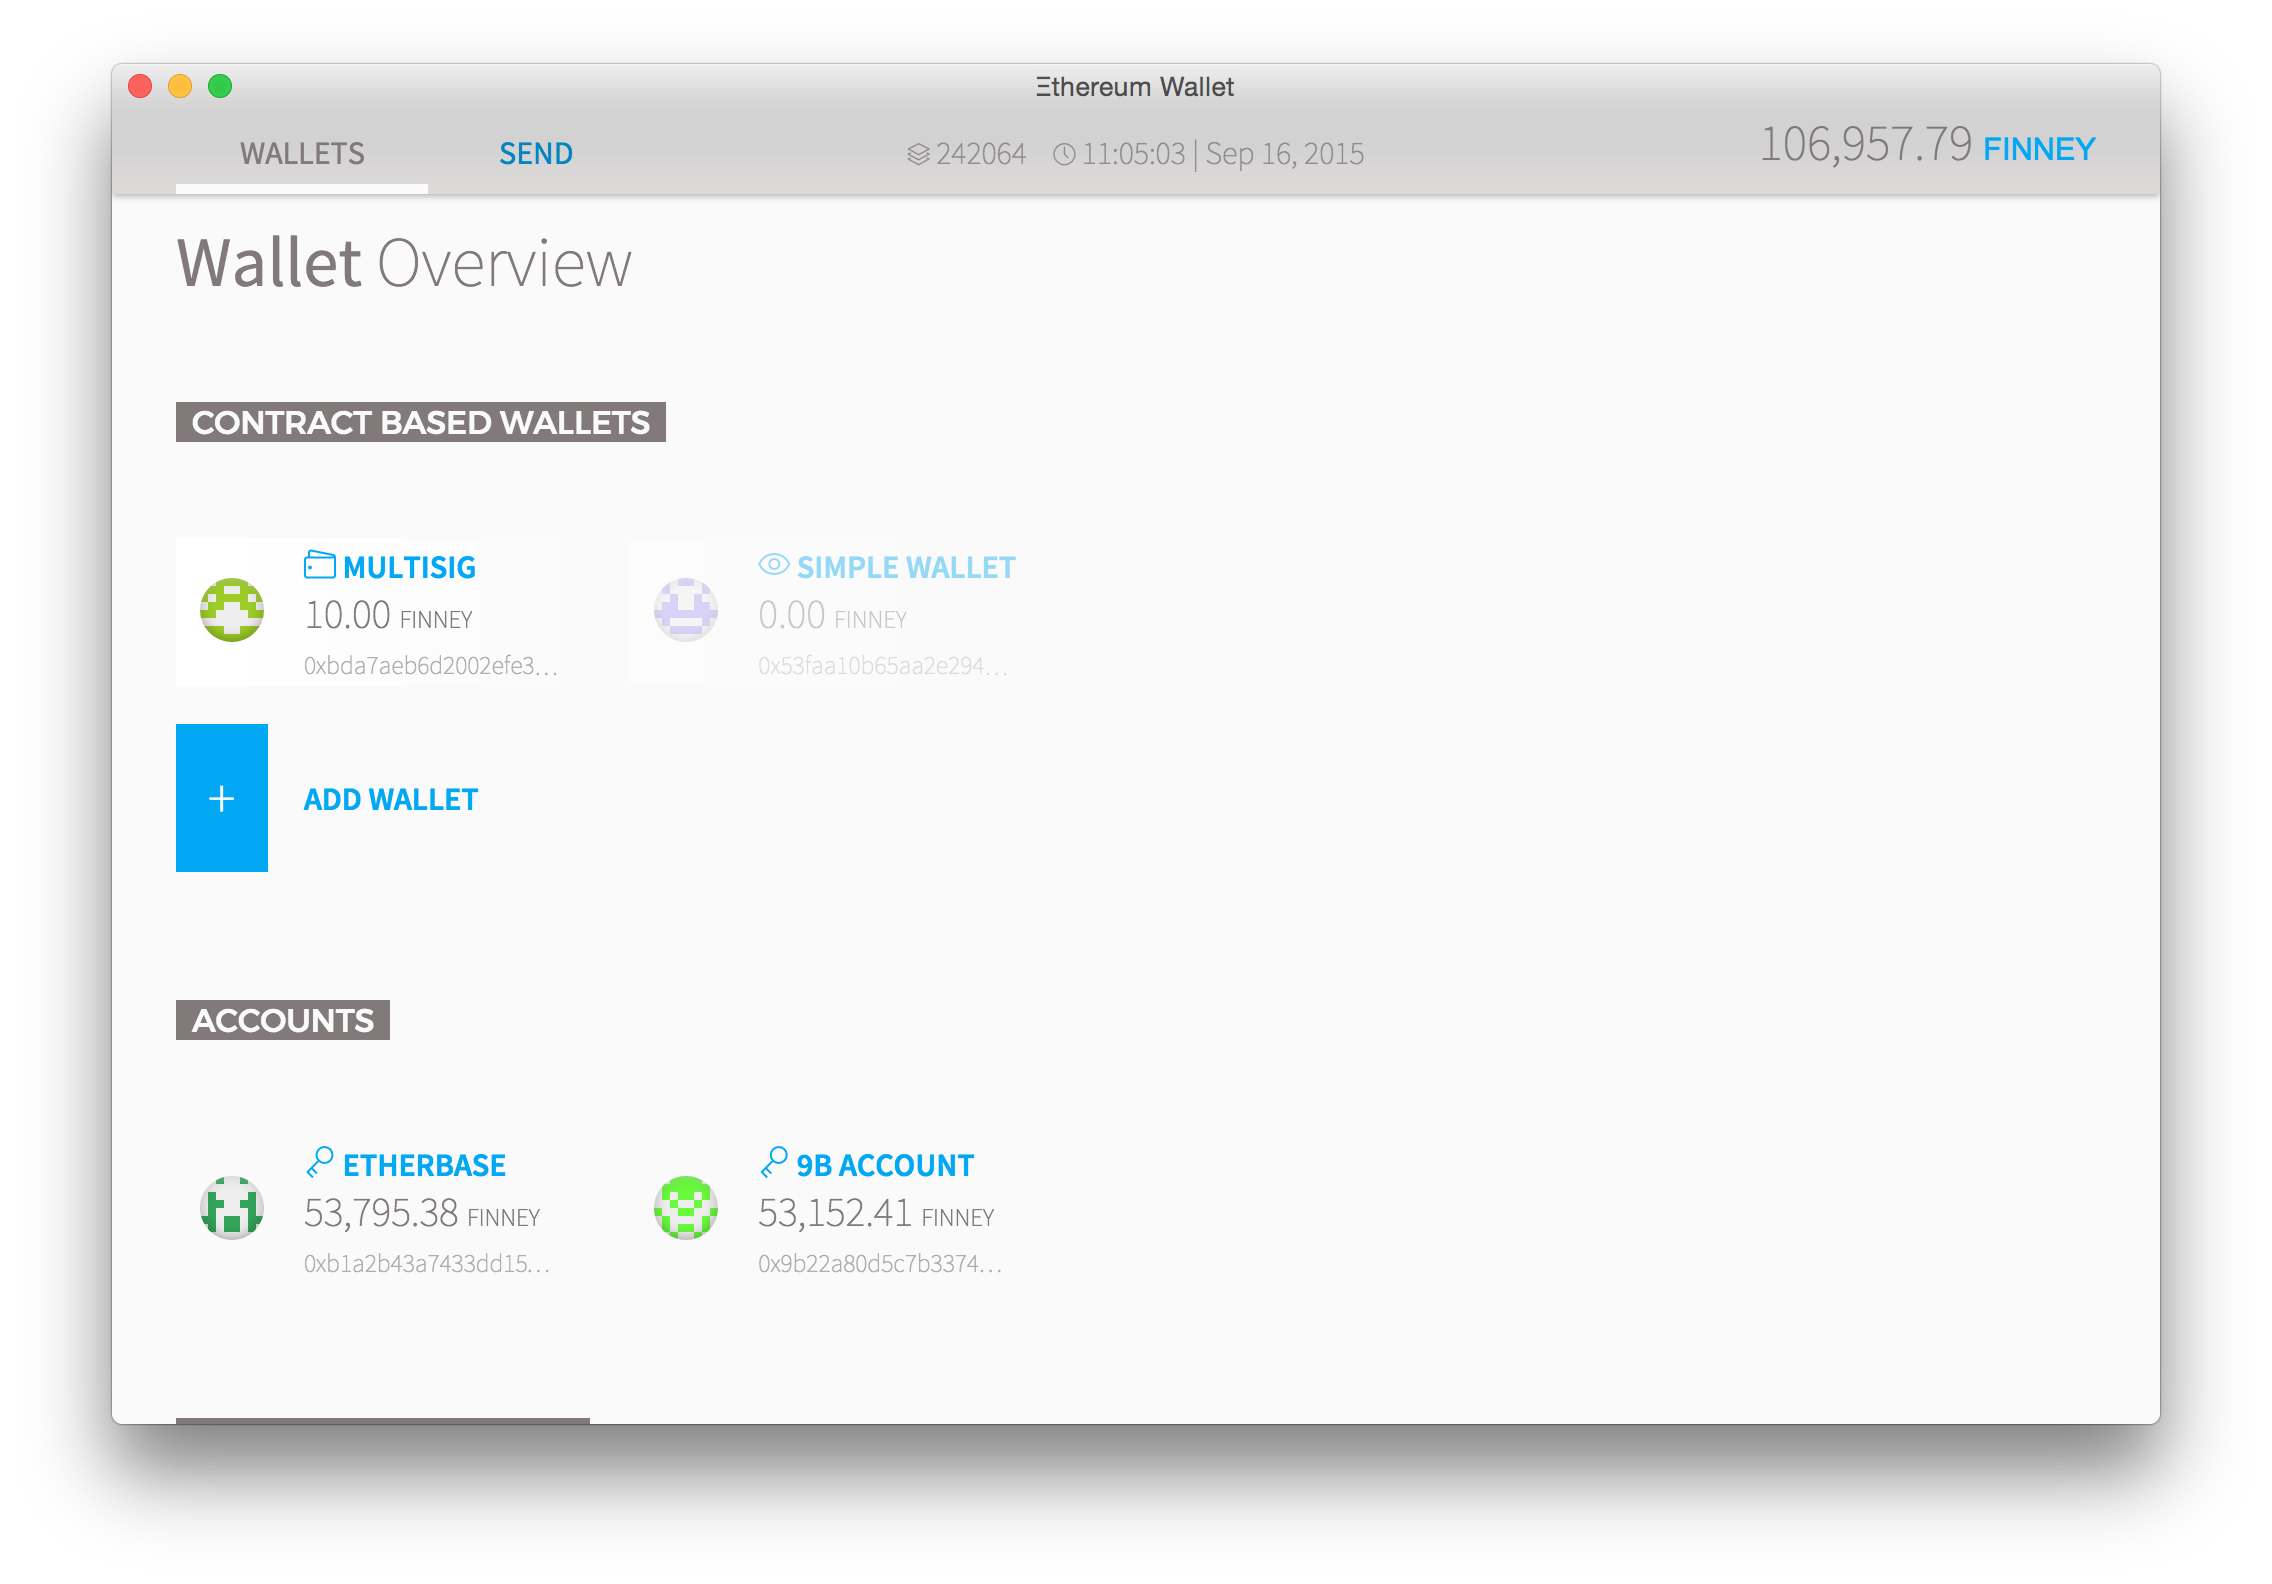 Ξthereum Wallet
WALLETS SEND 242064 11:05:03 | Sep 16, 2015 106,957.79 FINNEY
Wallet Overview
CONTRACT BASED WALLETS
MULTISIG
10.00 FINNEY
0xbda7aeb6d2002efe3...
SIMPLE WALLET
0.00 FINNEY
0x53faa10b65aa2e294...
+ ADD WALLET
ACCOUNTS
ETHERBASE
53,795.38 FINNEY
0xb1a2b43a7433dd15...
9B ACCOUNT
53,152.41 FINNEY
0x9b22a80d5c7b3374...